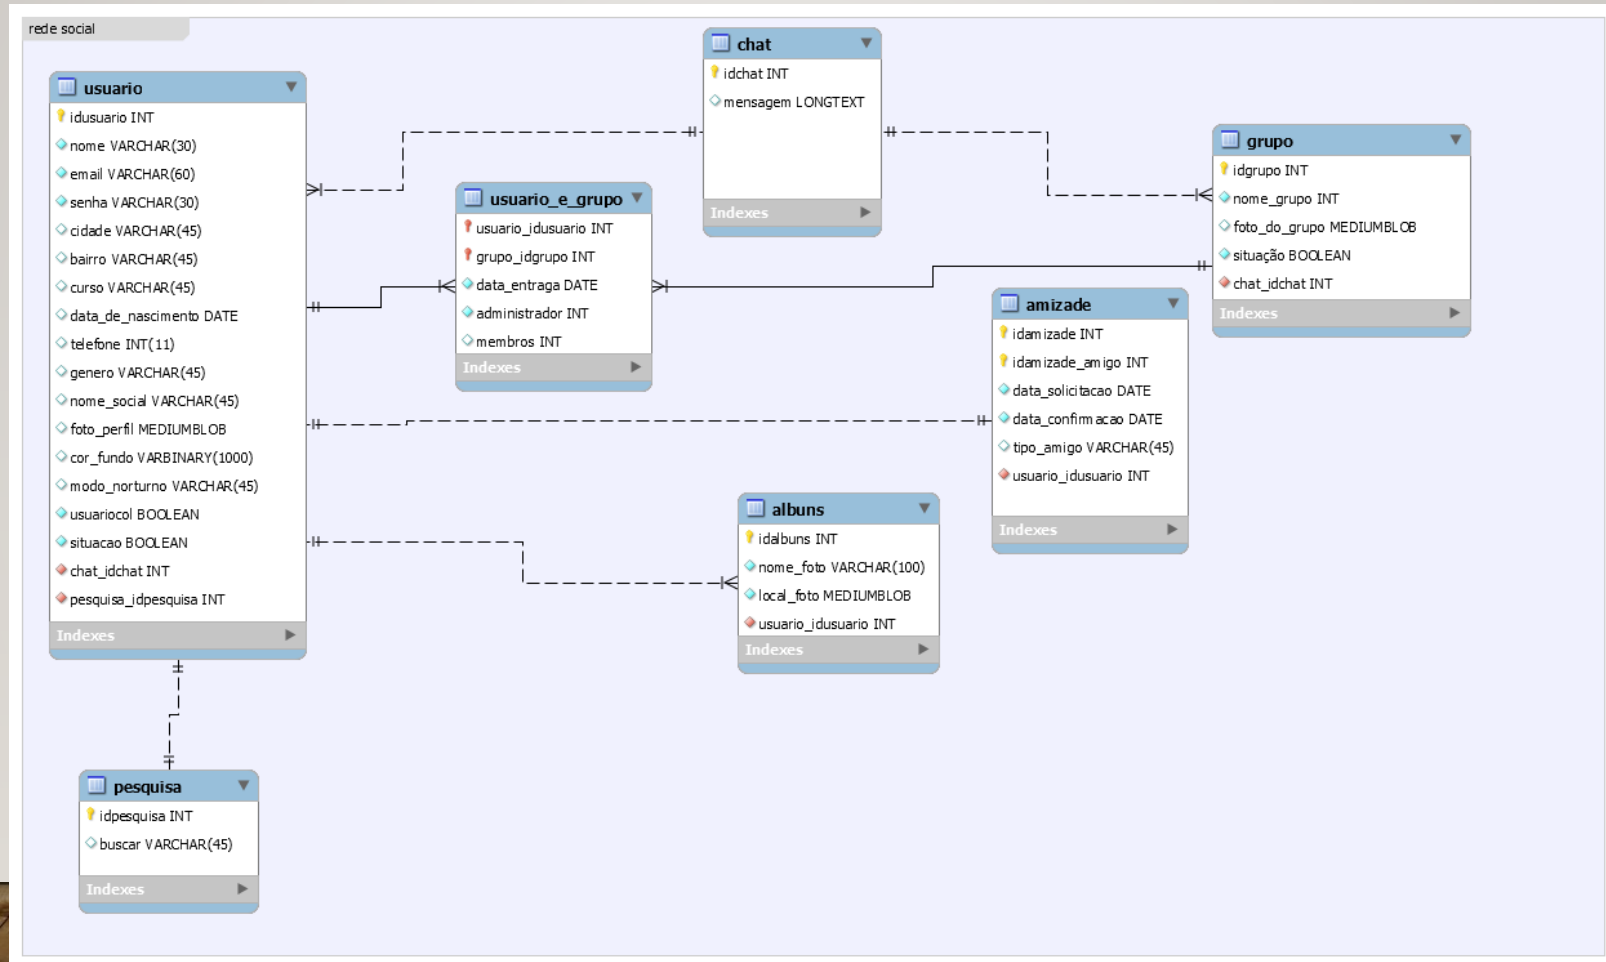 rede social
usuario
idusuario INT
nome VARCHAR(30)
email VARCHAR(60)
senha VARCHAR(30)
cidade VARCHAR(45)
bairro VARCHAR(45)
curso VARCHAR(45)
data_de_nascimento DATE
telefone INT(11)
genero VARCHAR(45)
nome_social VARCHAR(45)
foto_perfil MEDIUMBLOB
cor_fundo VARBINARY(1000)
modo_norturno VARCHAR(45)
usuariocol BOOLEAN
situacao BOOLEAN
chat_idchat INT
pesquisa_idpesquisa INT
Indexes
chat
idchat INT
mensagem LONGTEXT
Indexes
usuario_e_grupo
usuario_idusuario INT
grupo_idgrupo INT
data_entraga DATE
administrador INT
membros INT
Indexes
grupo
idgrupo INT
nome_grupo INT
foto_do_grupo MEDIUMBLOB
situação BOOLEAN
chat_idchat INT
Indexes
amizade
idamizade INT
idamizade_amigo INT
data_solicitacao DATE
data_confirmacao DATE
tipo_amigo VARCHAR(45)
usuario_idusuario INT
Indexes
albuns
idalbuns INT
nome_foto VARCHAR(100)
local_foto MEDIUMBLOB
usuario_idusuario INT
Indexes
pesquisa
idpesquisa INT
buscar VARCHAR(45)
Indexes